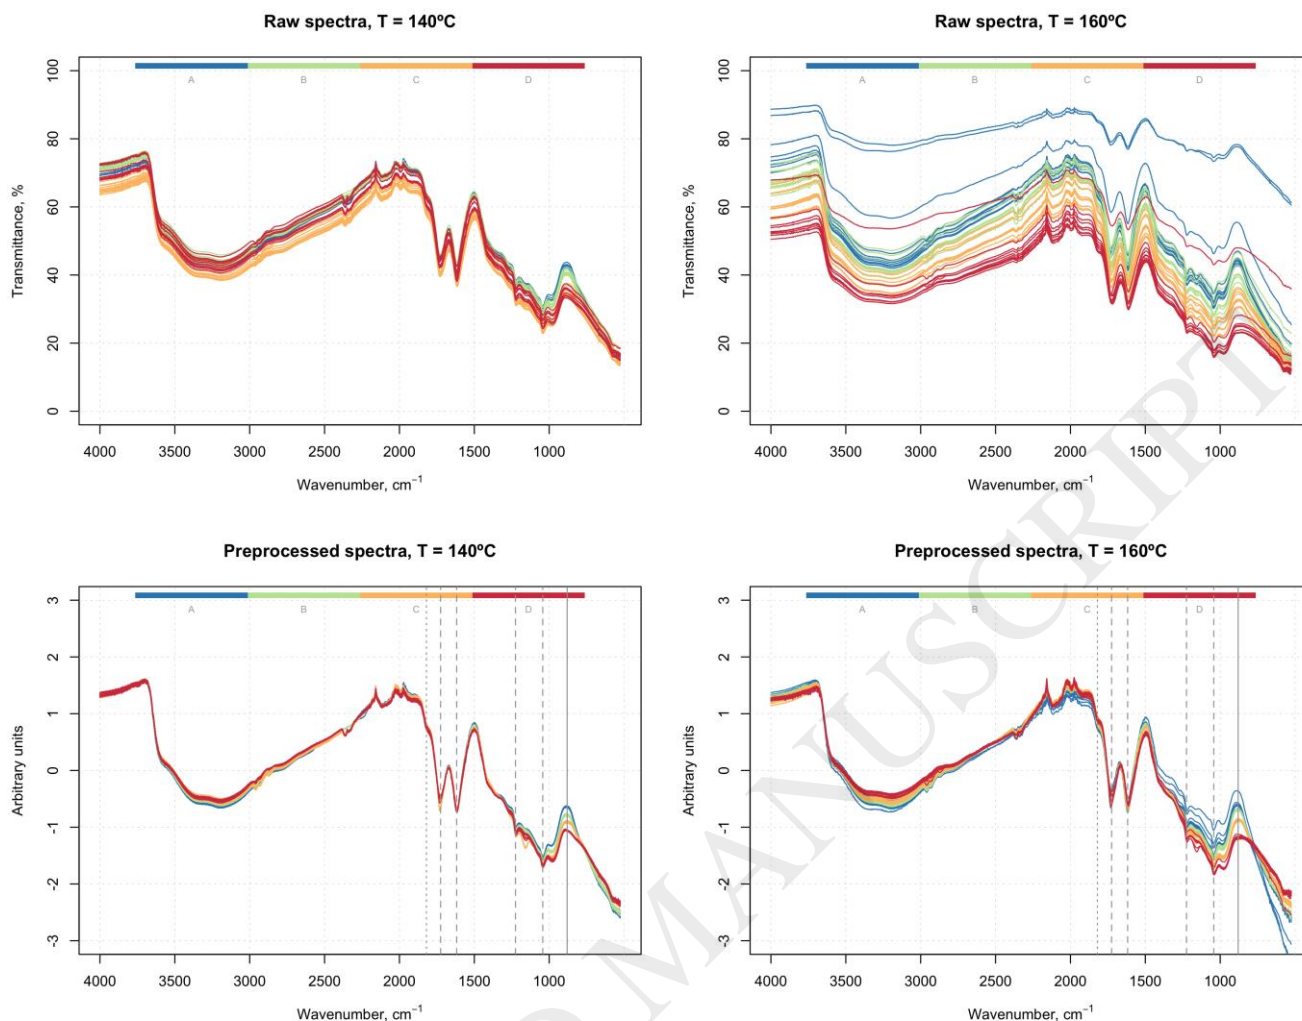 Raw spectra, T = 140ºC
Raw spectra, T = 160ºC
A B C D
A B C D
100
80
60
40
20
0
Transmittance, %
100
80
60
40
20
0
Transmittance, %
4000 3500 3000 2500 2000 1500 1000
4000 3500 3000 2500 2000 1500 1000
Wavenumber, cm⁻¹
Wavenumber, cm⁻¹
Preprocessed spectra, T = 140ºC
Preprocessed spectra, T = 160ºC
A B C D
A B C D
3
2
1
0
-1
-2
-3
Arbitrary units
3
2
1
0
-1
-2
-3
Arbitrary units
4000 3500 3000 2500 2000 1500 1000
4000 3500 3000 2500 2000 1500 1000
Wavenumber, cm⁻¹
Wavenumber, cm⁻¹
MANUSCRIPT